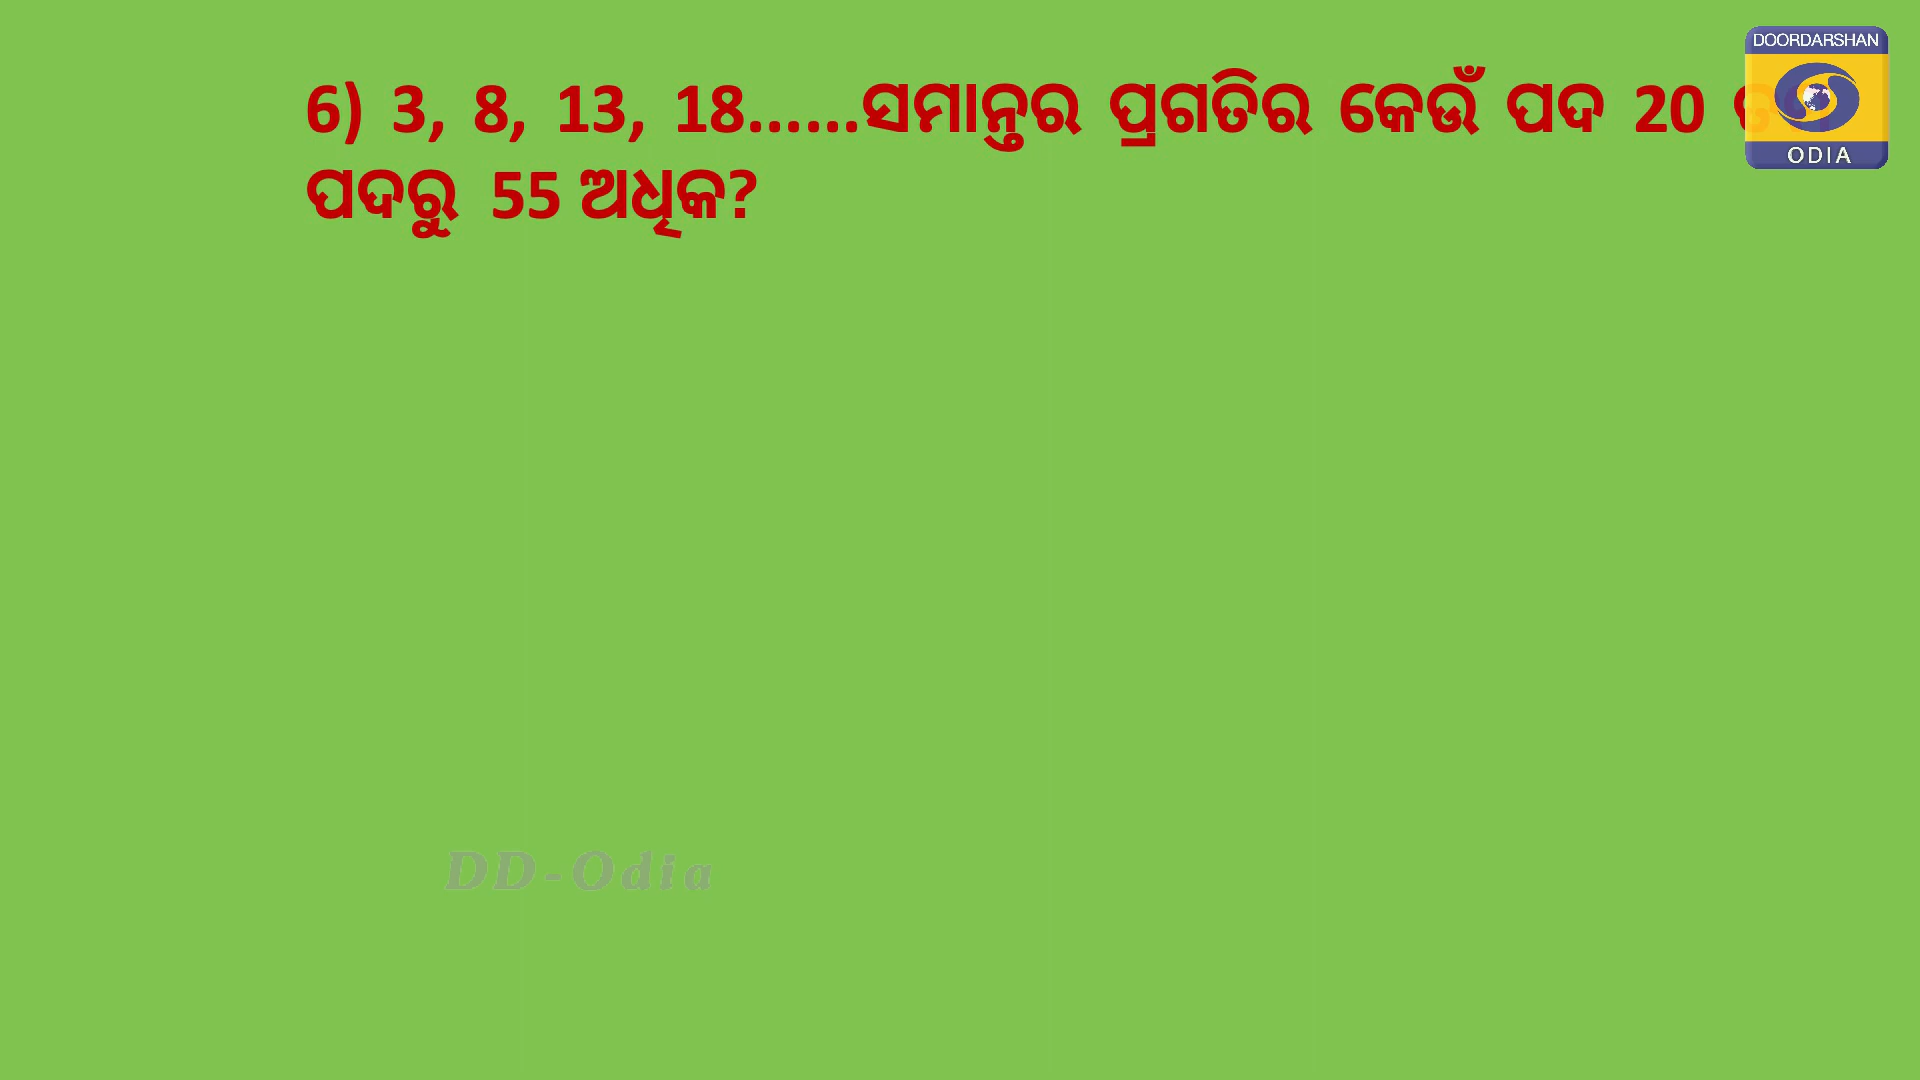 6) 3, 8, 13, 18......ସମାନ୍ତର ପ୍ରଗତିର କେଉଁ ପଦ 20
ପଦରୁ 55 ଅଧିକ?
DOORDARSHAN
ODIA
DD-Odia